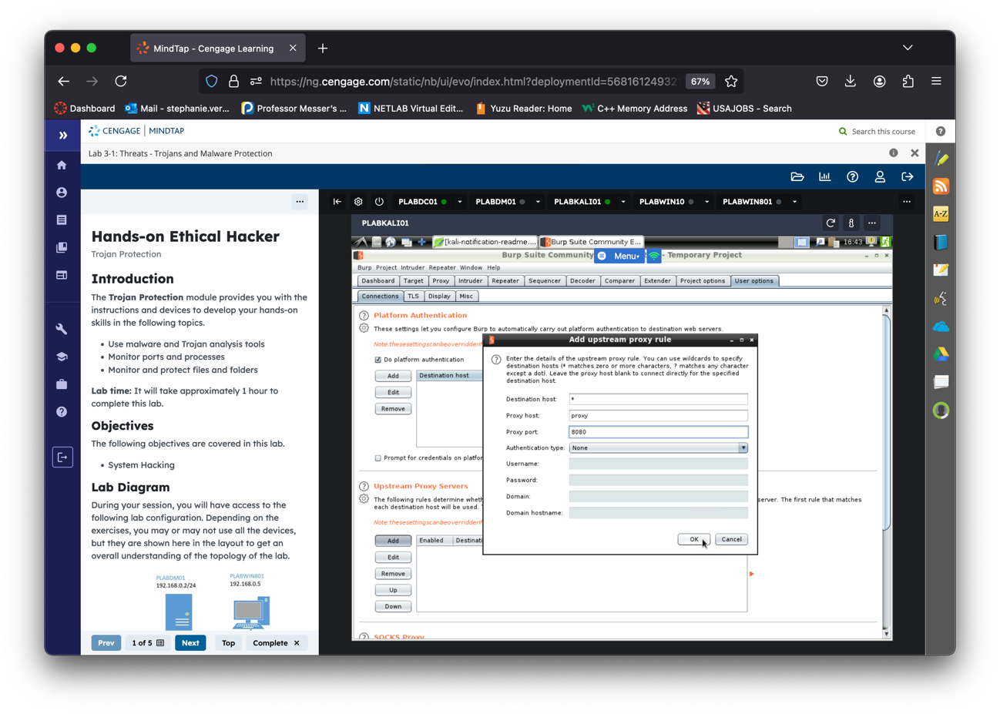 MindTap - Cengage Learning
https://ng.cengage.com/static/nb/ui/evo/index.html?deploymentId=56816124932
67%
Dashboard
Mail - stephanie.ver...
Professor Messer's ...
NETLAB Virtual Edit...
Yuzu Reader: Home
C++ Memory Address
USAJOBS - Search
CENGAGE | MINDTAP
Search this course
Lab 3-1: Threats - Trojans and Malware Protection
A-Z
PLABDC01
PLABDM01
PLABKALI01
PLABWIN10
PLABWIN801
Hands-on Ethical Hacker
Trojan Protection
Introduction
The Trojan Protection module provides you with the
instructions and devices to develop your hands-on
skills in the following topics.
• Use malware and Trojan analysis tools
• Monitor ports and processes
• Monitor and protect files and folders
Lab time: It will take approximately 1 hour to
complete this lab.
Objectives
The following objectives are covered in this lab.
• System Hacking
Lab Diagram
During your session, you will have access to the
following lab configuration. Depending on the
exercises, you may or may not use all the devices,
but they are shown here in the layout to get an
overall understanding of the topology of the lab.
PLABDM01
192.168.0.2/24
PLABWIN801
192.168.0.5
Prev
1 of 5
Next
Top
Complete
PLABKALI01
[kali-notification-readme....
Burp Suite Community E...
16:43
Burp Suite Community
Menu
- Temporary Project
Burp Project Intruder Repeater Window Help
Dashboard Target Proxy Intruder Repeater Sequencer Decoder Comparer Extender Project options User options
Connections TLS Display Misc
Platform Authentication
These settings let you configure Burp to automatically carry out platform authentication to destination web servers.
Note: these settings can be overridden f
Do platform authentication
Add
Destination host
Edit
Remove
Prompt for credentials on platfor
Upstream Proxy Servers
The following rules determine wheth
server. The first rule that matches
each destination host will be used.
Note: these settings can be overridden f
Add
Enabled
Destinati
Edit
Remove
Up
Down
SOCKS Proxy
Add upstream proxy rule
Enter the details of the upstream proxy rule. You can use wildcards to specify
destination hosts (* matches zero or more characters, ? matches any character
except a dot). Leave the proxy host blank to connect directly for the specified
destination host.
Destination host: *
Proxy host: proxy
Proxy port: 8080
Authentication type: None
Username:
Password:
Domain:
Domain hostname:
OK
Cancel